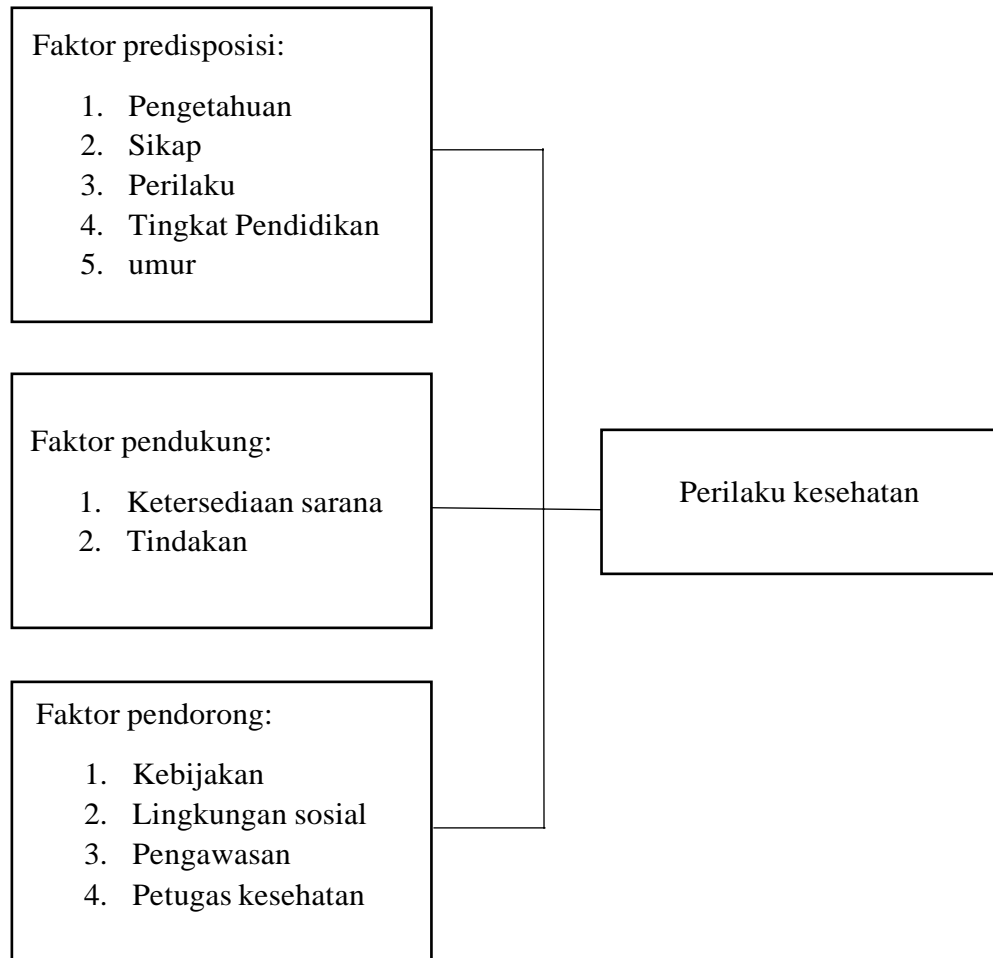 Faktor predisposisi:
1. Pengetahuan
2. Sikap
3. Perilaku
4. Tingkat Pendidikan
5. umur
Faktor pendukung:
1. Ketersediaan sarana
2. Tindakan
Perilaku kesehatan
Faktor pendorong:
1. Kebijakan
2. Lingkungan sosial
3. Pengawasan
4. Petugas kesehatan